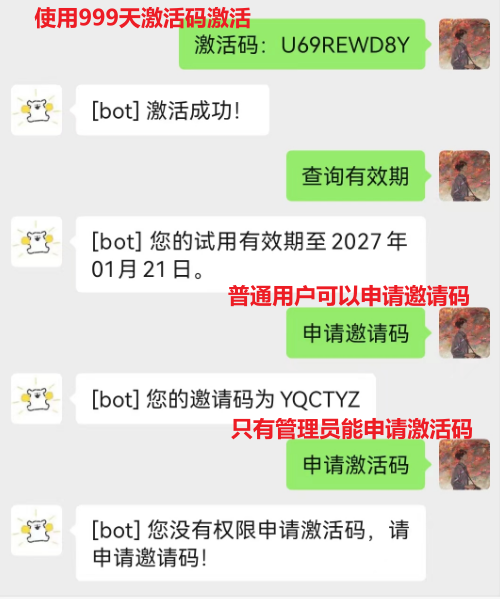 使用999天激活码激活
激活码：U69REWD8Y
[bot] 激活成功！
查询有效期
[bot] 您的试用有效期至 2027 年
01月 21 日。
普通用户可以申请邀请码
申请邀请码
[bot] 您的邀请码为 YQCTYZ
只有管理员能申请激活码
申请激活码
[bot] 您没有权限申请激活码，请
申请邀请码！